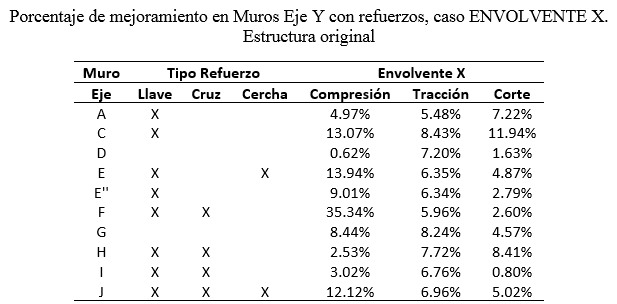 Porcentaje de mejoramiento en Muros Eje Y con refuerzos, caso ENVOLVENTE X.
Estructura original
Muro Tipo Refuerzo Envolvente X
Eje Llave Cruz Cercha Compresión Tracción Corte
A X 4.97% 5.48% 7.22%
C X 13.07% 8.43% 11.94%
D 0.62% 7.20% 1.63%
E X X 13.94% 6.35% 4.87%
E" X 9.01% 6.34% 2.79%
F X X 35.34% 5.96% 2.60%
G 8.44% 8.24% 4.57%
H X X 2.53% 7.72% 8.41%
I X X 3.02% 6.76% 0.80%
J X X X 12.12% 6.96% 5.02%